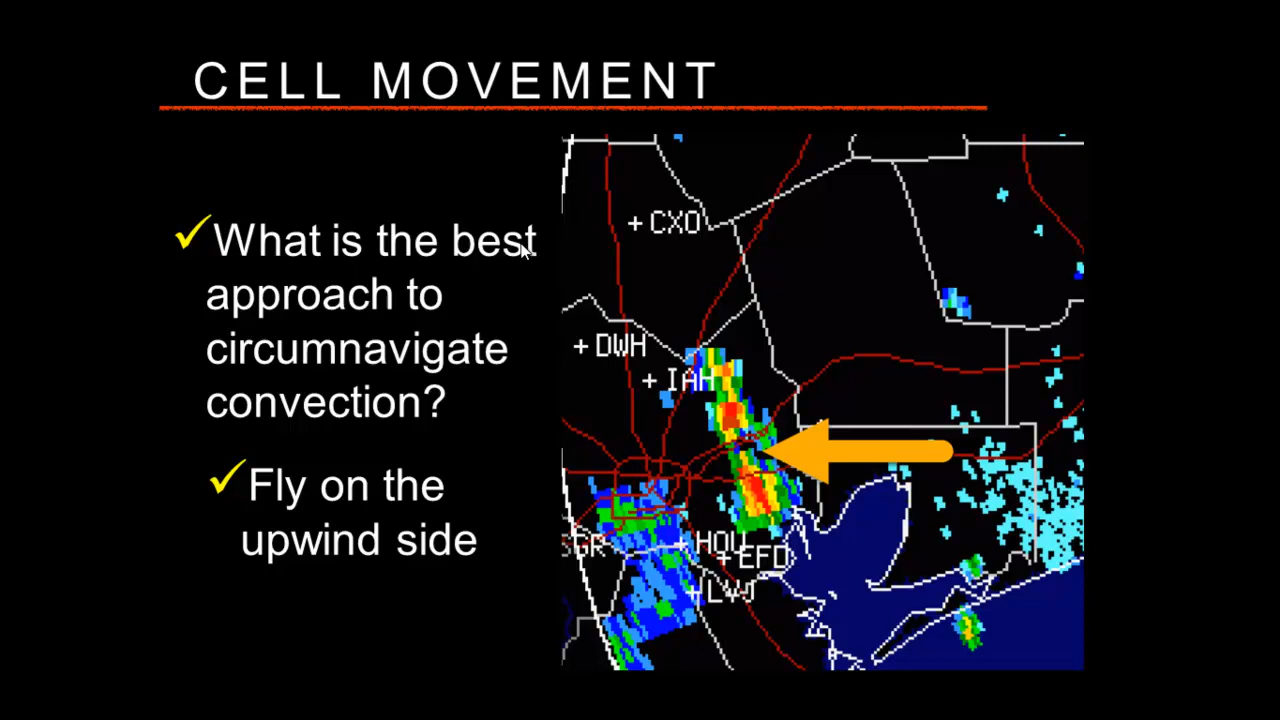 CELL MOVEMENT
What is the best
approach to
circumnavigate
convection?
Fly on the
upwind side
+ CXO
+ DWH
+ IAH
SGR
+ HOU
+ EFD
+ LVJ